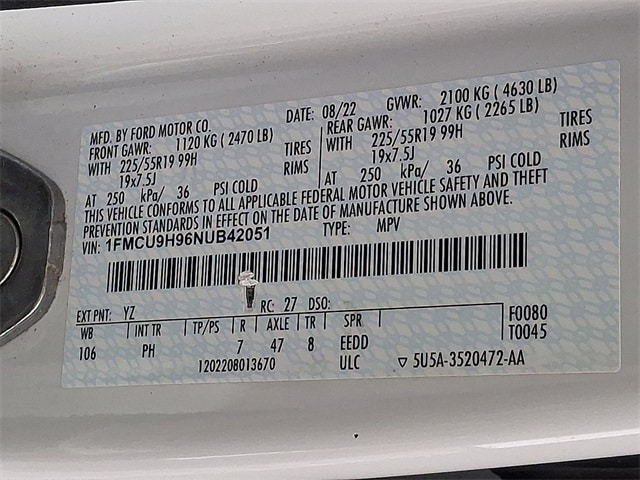 MFD. BY FORD MOTOR CO. DATE: 08/22 GVWR: 2100 KG ( 4630 LB)
FRONT GAWR: 1120 KG ( 2470 LB) REAR GAWR: 1027 KG ( 2265 LB)
WITH 225/55R19 99H TIRES WITH 225/55R19 99H TIRES
19x7.5J RIMS 19x7.5J RIMS
AT 250 kPa/ 36 PSI COLD AT 250 kPa/ 36 PSI COLD
THIS VEHICLE CONFORMS TO ALL APPLICABLE FEDERAL MOTOR VEHICLE SAFETY AND THEFT
PREVENTION STANDARDS IN EFFECT ON THE DATE OF MANUFACTURE SHOWN ABOVE.
VIN: 1FMCU9H96NUB42051 TYPE: MPV
EXT PNT: YZ RC: 27 DSO: F0080
WB INT TR TP/PS R AXLE TR SPR T0045
106 PH 7 47 8 EEDD
1202208013670 ULC ▽ 5U5A-3520472-AA